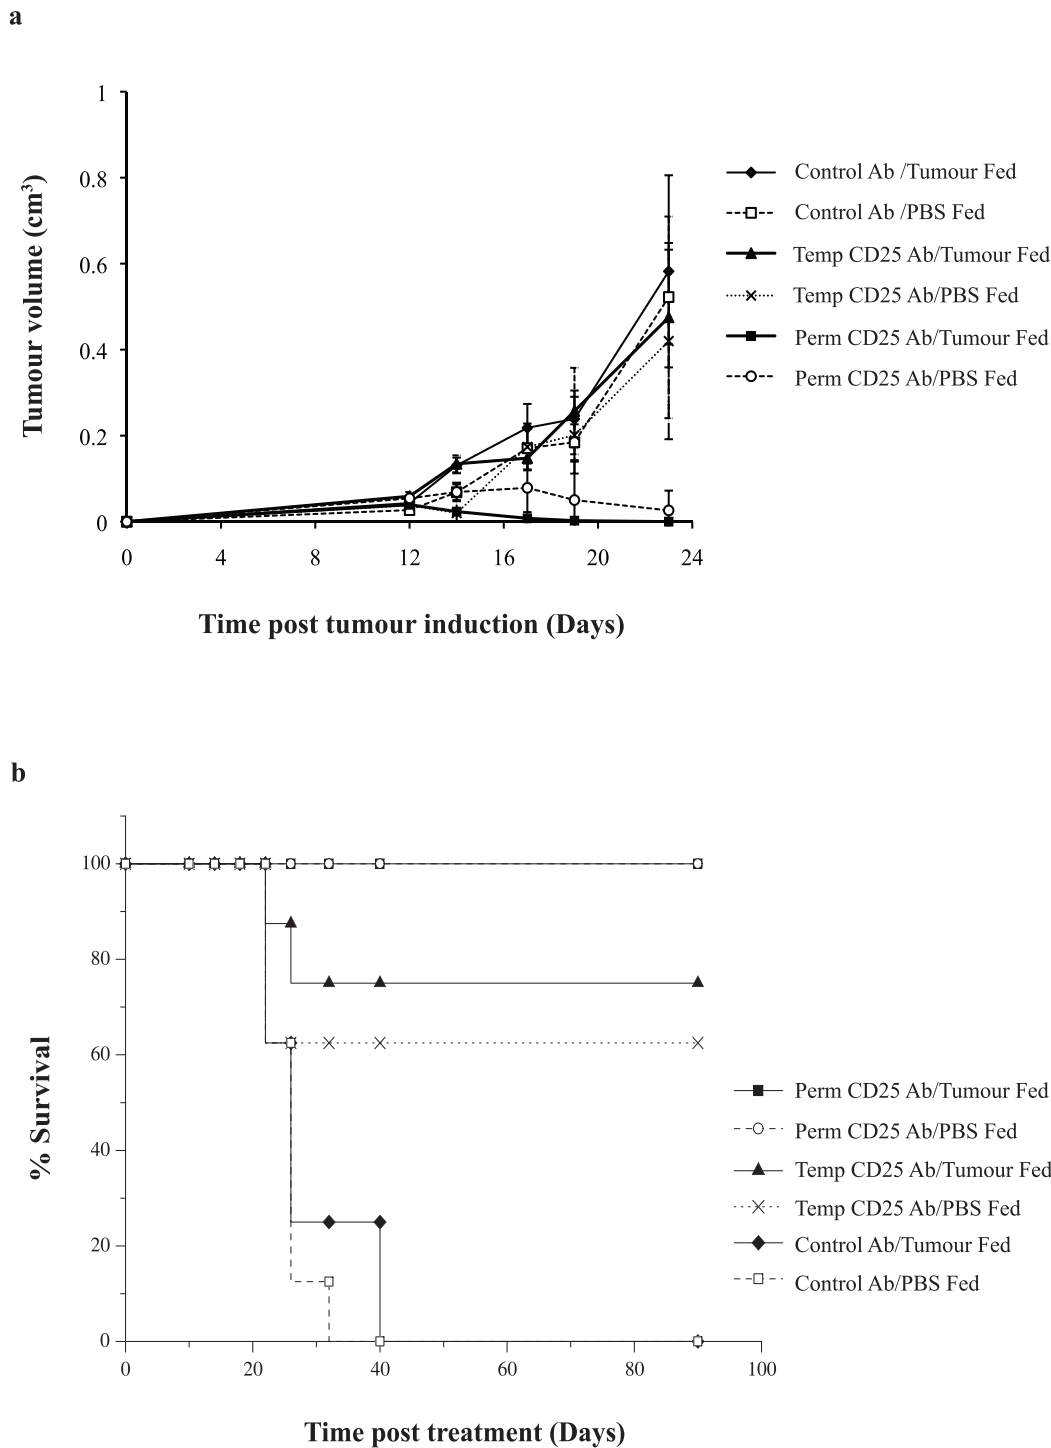 a
1
0.8
0.6
0.4
0.2
0
0 4 8 12 16 20 24
Tumour volume (cm³)
Time post tumour induction (Days)
Control Ab /Tumour Fed
Control Ab /PBS Fed
Temp CD25 Ab/Tumour Fed
Temp CD25 Ab/PBS Fed
Perm CD25 Ab/Tumour Fed
Perm CD25 Ab/PBS Fed
b
100
80
60
40
20
0
0 20 40 60 80 100
% Survival
Time post treatment (Days)
Perm CD25 Ab/Tumour Fed
Perm CD25 Ab/PBS Fed
Temp CD25 Ab/Tumour Fed
Temp CD25 Ab/PBS Fed
Control Ab/Tumour Fed
Control Ab/PBS Fed